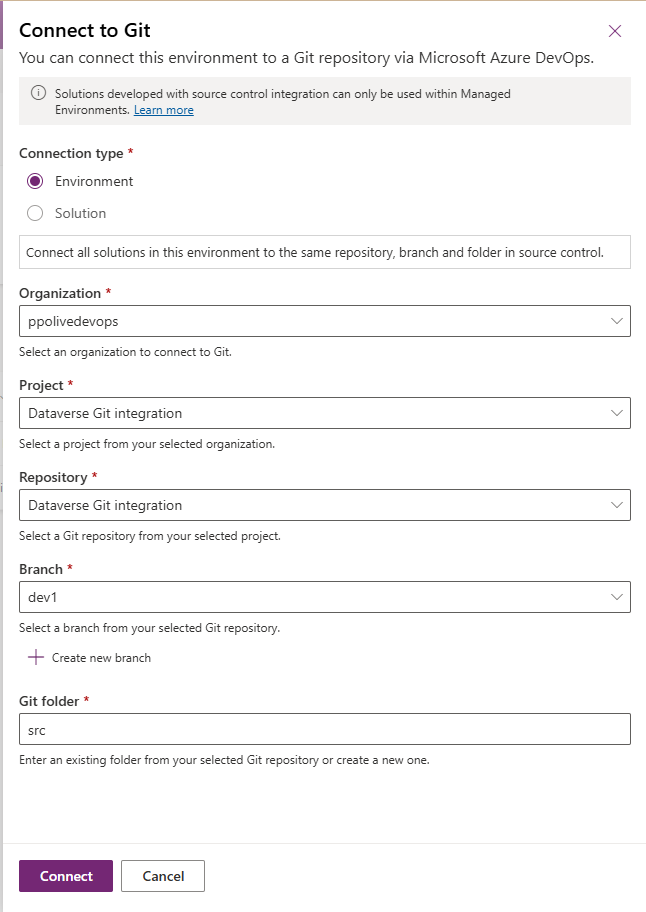 Connect to Git
You can connect this environment to a Git repository via Microsoft Azure DevOps.
Solutions developed with source control integration can only be used within Managed
Environments. Learn more
Connection type *
Environment
Solution
Connect all solutions in this environment to the same repository, branch and folder in source control.
Organization *
ppolivedevops
Select an organization to connect to Git.
Project *
Dataverse Git integration
Select a project from your selected organization.
Repository *
Dataverse Git integration
Select a Git repository from your selected project.
Branch *
dev1
Select a branch from your selected Git repository.
Create new branch
Git folder *
src
Enter an existing folder from your selected Git repository or create a new one.
Connect Cancel